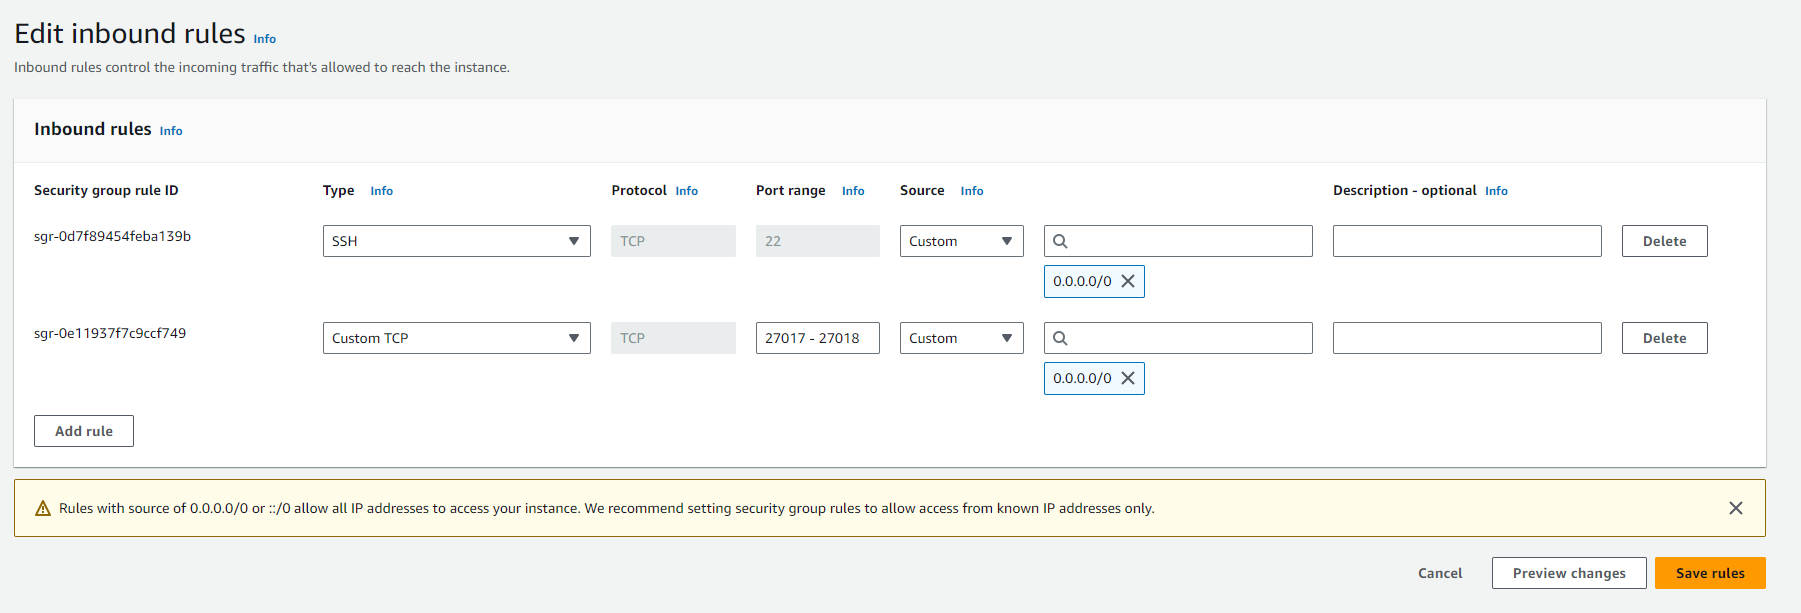 Edit inbound rules Info
Inbound rules control the incoming traffic that's allowed to reach the instance.
Inbound rules Info
Security group rule ID Type Info Protocol Info Port range Info Source Info Description - optional Info
sgr-0d7f89454feba139b SSH TCP 22 Custom Delete
0.0.0.0/0
sgr-0e11937f7c9ccf749 Custom TCP TCP 27017 - 27018 Custom Delete
0.0.0.0/0
Add rule
Rules with source of 0.0.0.0/0 or ::/0 allow all IP addresses to access your instance. We recommend setting security group rules to allow access from known IP addresses only.
Cancel Preview changes Save rules